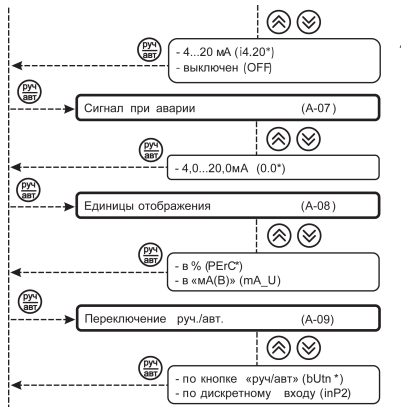 руч
авт
- 4...20 мА (i4.20*)
- выключен (OFF)
руч
авт
Сигнал при аварии (A-07)
руч
авт
- 4,0...20,0мА (0.0*)
руч
авт
Единицы отображения (A-08)
руч
авт
- в % (PErC*)
- в «мА(В)» (mA_U)
руч
авт
Переключение руч./авт. (A-09)
руч
авт
- по кнопке «руч/авт» (bUtn*)
- по дискретному входу (inP2)